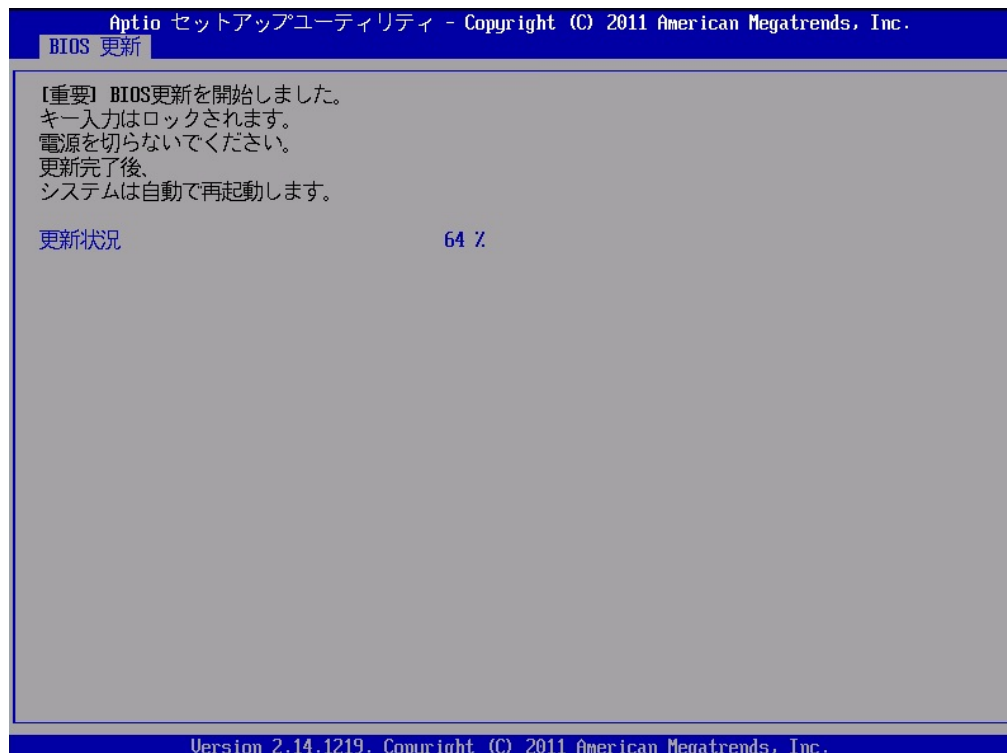 Aptio セットアップユーティリティ - Copyright (C) 2011 American Megatrends, Inc.
BIOS 更新
[重要] BIOS更新を開始しました。
キー入力はロックされます。
電源を切らないでください。
更新完了後、
システムは自動で再起動します。
更新状況 64 %
Version 2.14.1219. Copyright (C) 2011 American Megatrends, Inc.